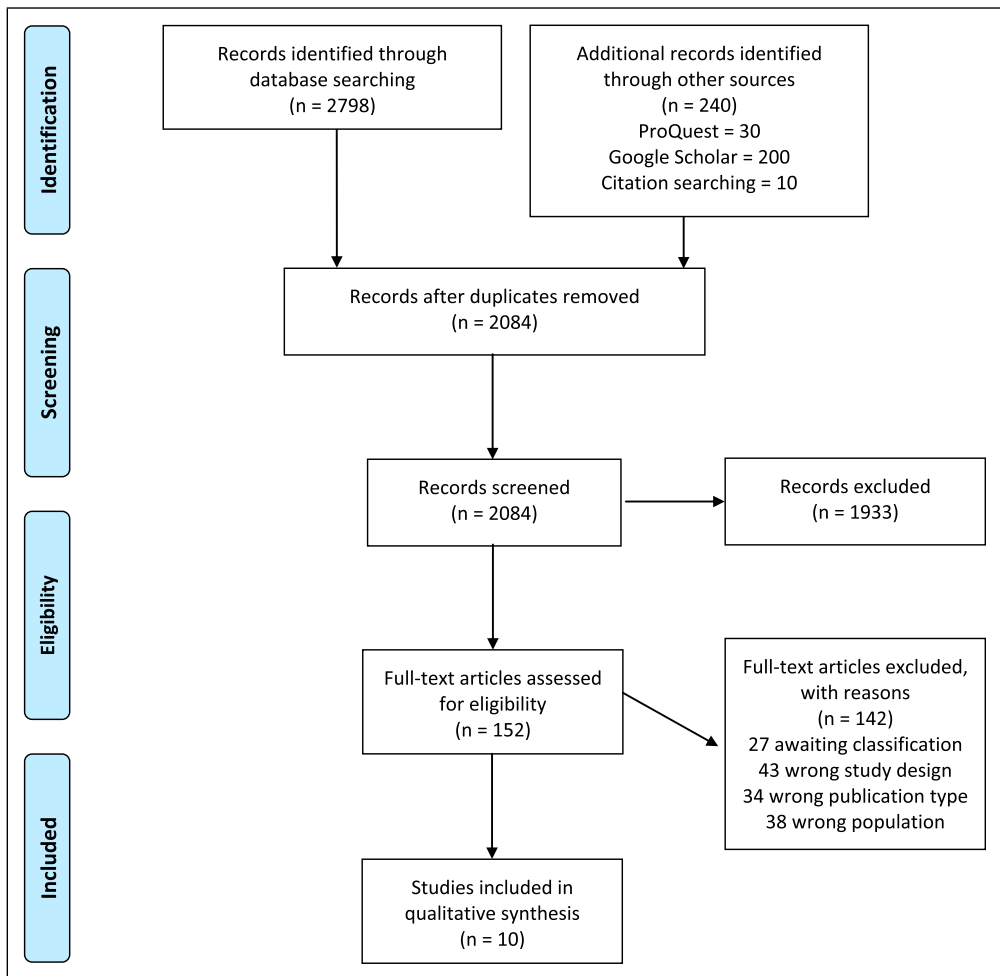 Identification
Records identified through
database searching
(n = 2798)
Additional records identified
through other sources
(n = 240)
ProQuest = 30
Google Scholar = 200
Citation searching = 10
Screening
Records after duplicates removed
(n = 2084)
Records screened
(n = 2084)
Records excluded
(n = 1933)
Eligibility
Full-text articles assessed
for eligibility
(n = 152)
Full-text articles excluded,
with reasons
(n = 142)
27 awaiting classification
43 wrong study design
34 wrong publication type
38 wrong population
Included
Studies included in
qualitative synthesis
(n = 10)